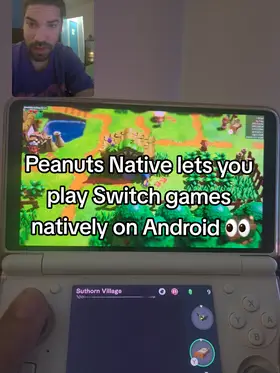 Peanuts Native lets you
play Switch games
natively on Android 👀
Suthorn Village